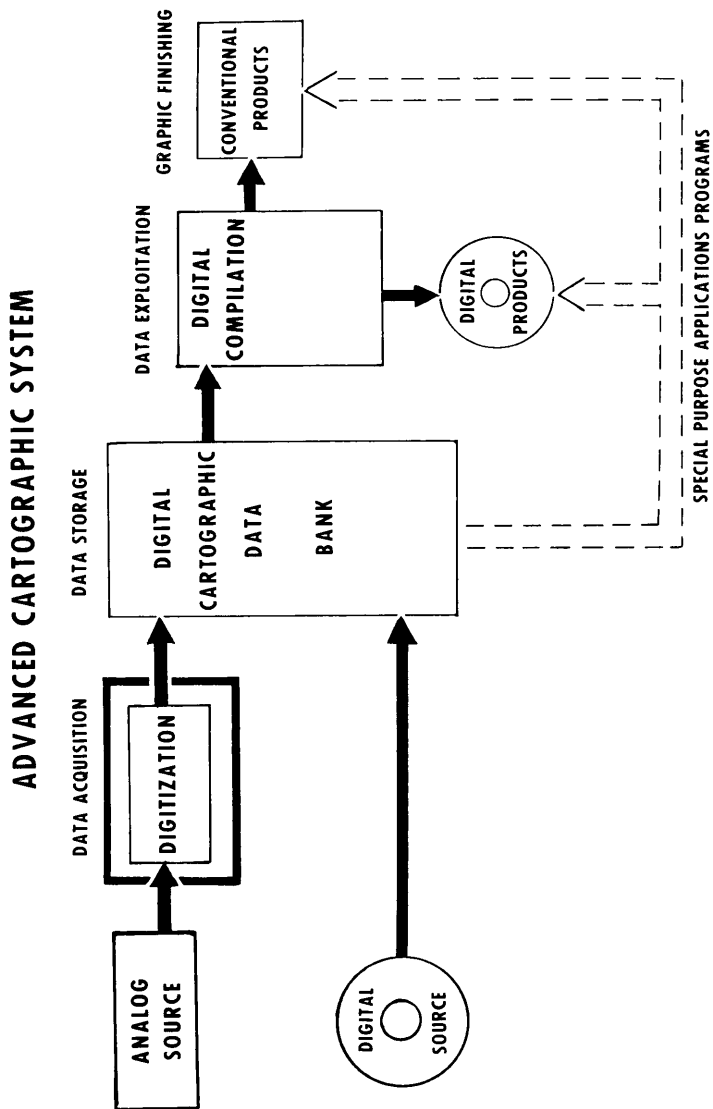 ADVANCED CARTOGRAPHIC SYSTEM
DATA ACQUISITION
DATA STORAGE
DATA EXPLOITATION
GRAPHIC FINISHING
ANALOG
SOURCE
DIGITIZATION
DIGITAL
CARTOGRAPHIC
DATA
BANK
DIGITAL
COMPILATION
CONVENTIONAL
PRODUCTS
DIGITAL
SOURCE
DIGITAL
PRODUCTS
SPECIAL PURPOSE APPLICATIONS PROGRAMS